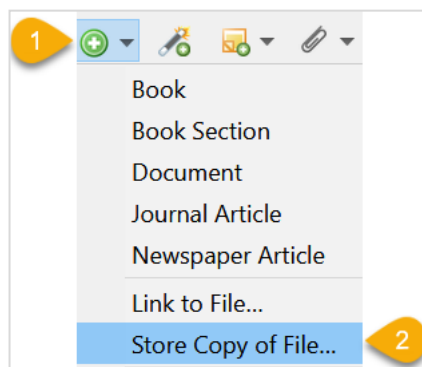 1
Book
Book Section
Document
Journal Article
Newspaper Article
Link to File...
Store Copy of File...
2